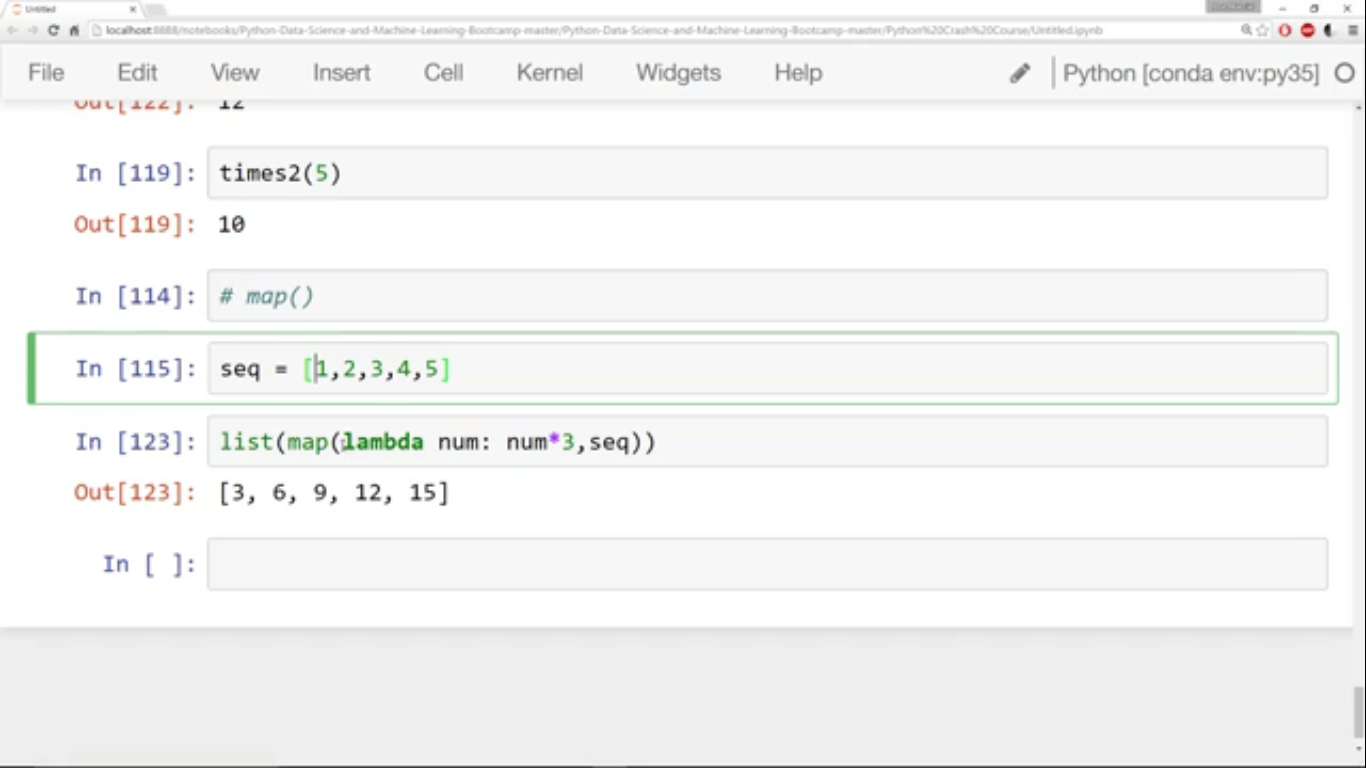 Untitled
localhost:8888/notebooks/Python-Data-Science-and-Machine-Learning-Bootcamp-master/Python-Data-Science-and-Machine-Learning-Bootcamp-master/Python%20Crash%20Course/Untitled.ipynb
File Edit View Insert Cell Kernel Widgets Help Python [conda env:py35]
Out[122]: 12
In [119]: times2(5)
Out[119]: 10
In [114]: # map()
In [115]: seq = [1,2,3,4,5]
In [123]: list(map(lambda num: num*3,seq))
Out[123]: [3, 6, 9, 12, 15]
In [ ]: